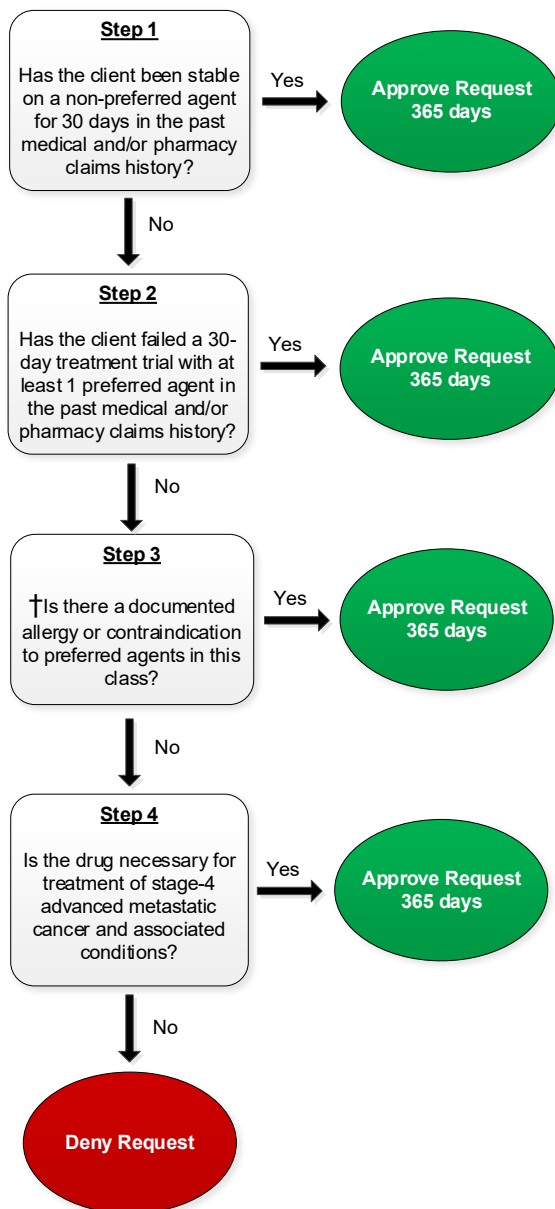 Step 1
Has the client been stable
on a non-preferred agent
for 30 days in the past
medical and/or pharmacy
claims history?
Yes
Approve Request
365 days
No
Step 2
Has the client failed a 30-
day treatment trial with at
least 1 preferred agent in
the past medical and/or
pharmacy claims history?
Yes
Approve Request
365 days
No
Step 3
†Is there a documented
allergy or contraindication
to preferred agents in this
class?
Yes
Approve Request
365 days
No
Step 4
Is the drug necessary for
treatment of stage-4
advanced metastatic
cancer and associated
conditions?
Yes
Approve Request
365 days
No
Deny Request